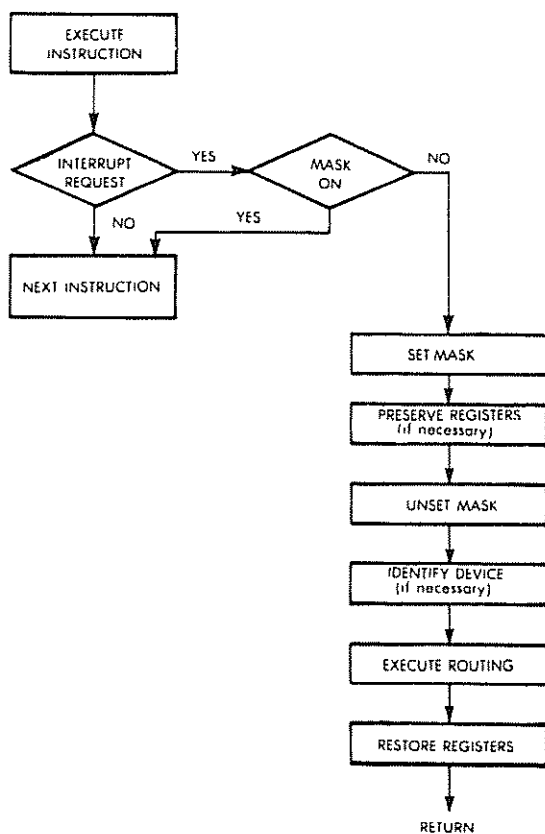 EXECUTE
INSTRUCTION
INTERRUPT
REQUEST
YES
MASK
ON
NO
NO
YES
NEXT INSTRUCTION
SET MASK
PRESERVE REGISTERS
(if necessary)
UNSET MASK
IDENTIFY DEVICE
(if necessary)
EXECUTE ROUTING
RESTORE REGISTERS
RETURN